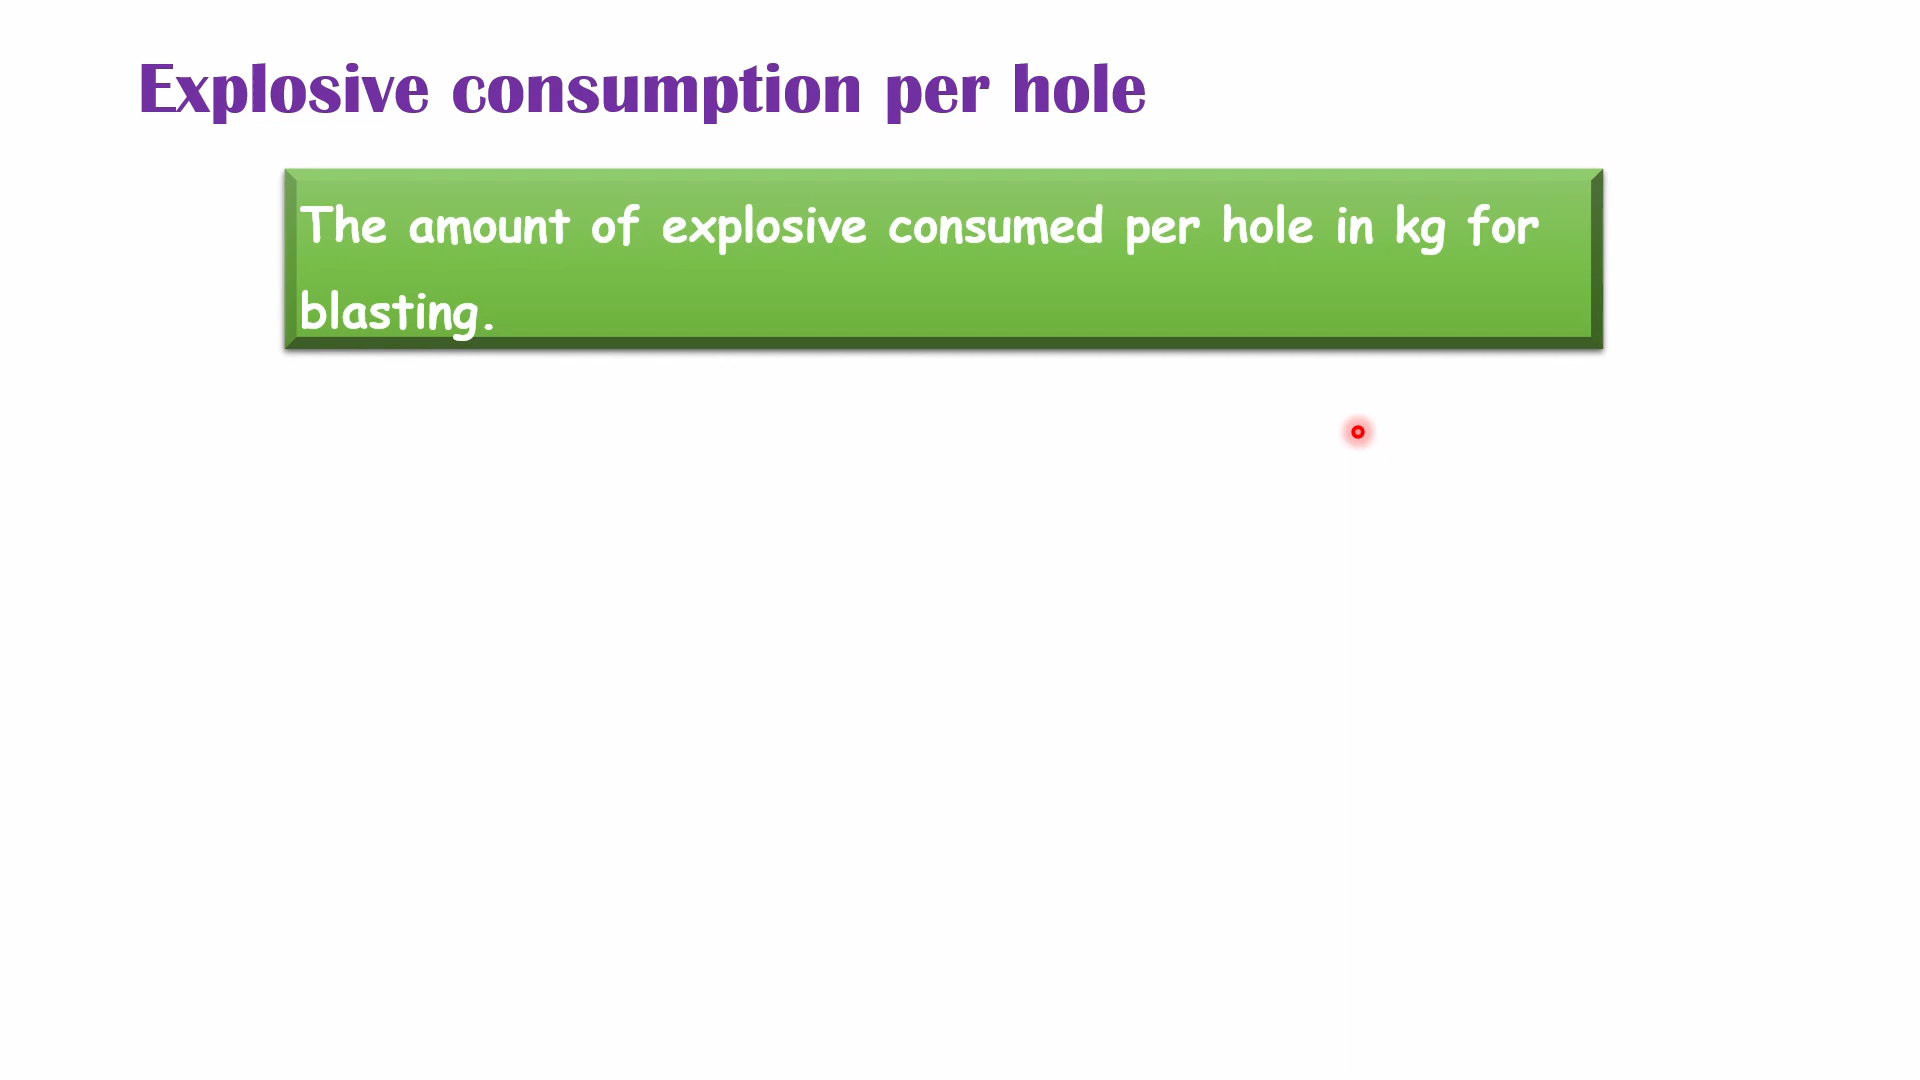 Explosive consumption per hole
The amount of explosive consumed per hole in kg for
blasting.